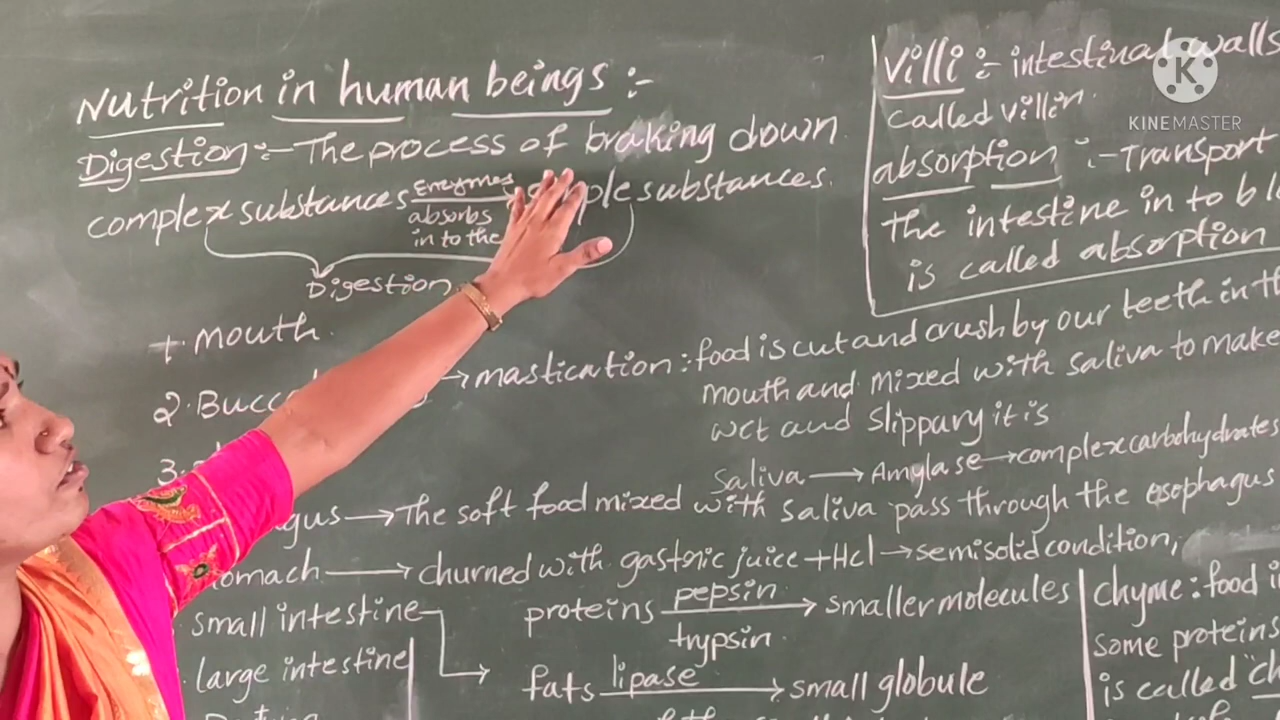 Nutrition in human beings :-
Digestion :- The process of braking down
complex substances enzymes substances.
absorbs
in to the
Digestion
1. mouth
2. Bucc → mastication : food is cut and crush by our teeth in th
mouth and mixed with saliva to make
wet and slippary it is
3.
saliva → Amylase → complex carbohydrates
gus → The soft food mixed with saliva pass through the esophagus
tomach → churned with gastric juice + Hcl → semisolid condition,
small intestine → proteins pepsin → smaller molecules
trypsin
large intestine
fats lipase → small globule
Villi :- intestinal walls
called villin.
absorption :- Transport
the intestine in to bl
is called absorption
chyme : food i
some proteins
is called "ch
K
KINEMASTER